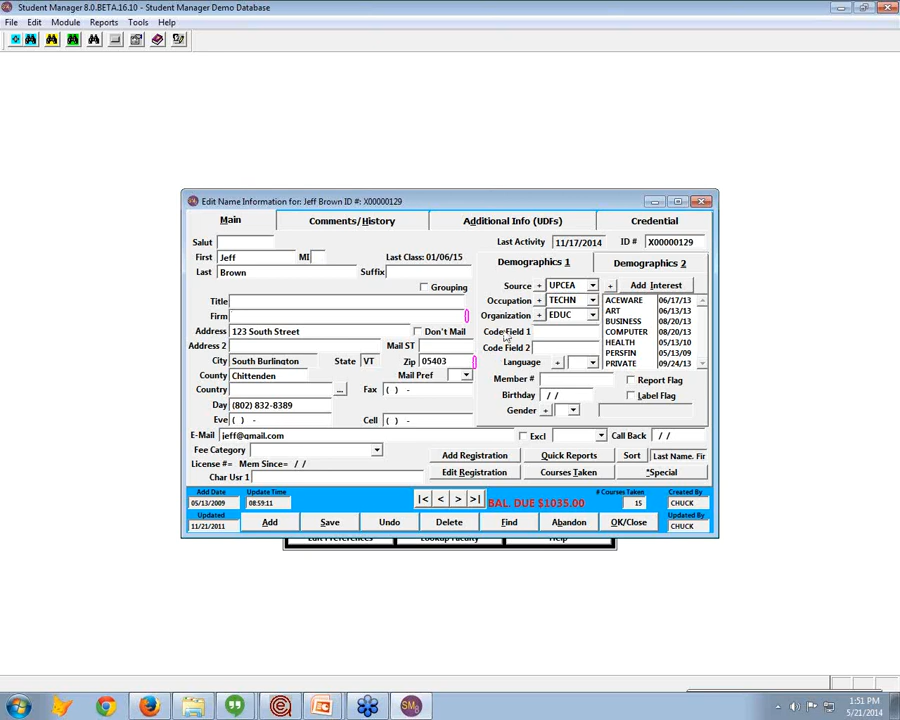 Student Manager 8.0.BETA.16.10 - Student Manager Demo Database
File Edit Module Reports Tools Help
Edit Name Information for: Jeff Brown ID #: X00000129
Main Comments/History Additional Info (UDFs) Credential
Salut Last Activity 11/17/2014 ID # X00000129
First Jeff MI Last Class: 01/06/15
Last Brown Suffix
Grouping
Title
Firm
Address 123 South Street Don't Mail
Address 2 Mail ST
City South Burlington State VT Zip 05403
County Chittenden Mail Pref
Country ... Fax ( ) -
Day (802) 832-8389
Eve ( ) - Cell ( ) -
Demographics 1 Demographics 2
Source + UPCEA + Add Interest
Occupation + TECHN
Organization + EDUC
Code Field 1
Code Field 2
Language +
Member #
Birthday / /
Gender +
ACEWARE 06/17/13
ART 06/13/13
BUSINESS 08/20/13
COMPUTER 08/20/13
HEALTH 05/13/10
PERSFIN 05/13/09
PRIVATE 09/24/13
Report Flag
Label Flag
E-Mail jeff@gmail.com Excl Call Back / /
Fee Category Add Registration Quick Reports Sort Last Name. Fir
License #= Mem Since= / / Edit Registration Courses Taken *Special
Char Usr 1
Add Date Update Time |< < > >| BAL. DUE $1035.00 # Courses Taken Created By
05/13/2009 08:59:11 15 CHUCK
Updated Updated By
11/21/2011 Add Save Undo Delete Find Abandon OK/Close CHUCK
Edit Preferences Lookup Faculty Help
SM8
1:51 PM
5/21/2014